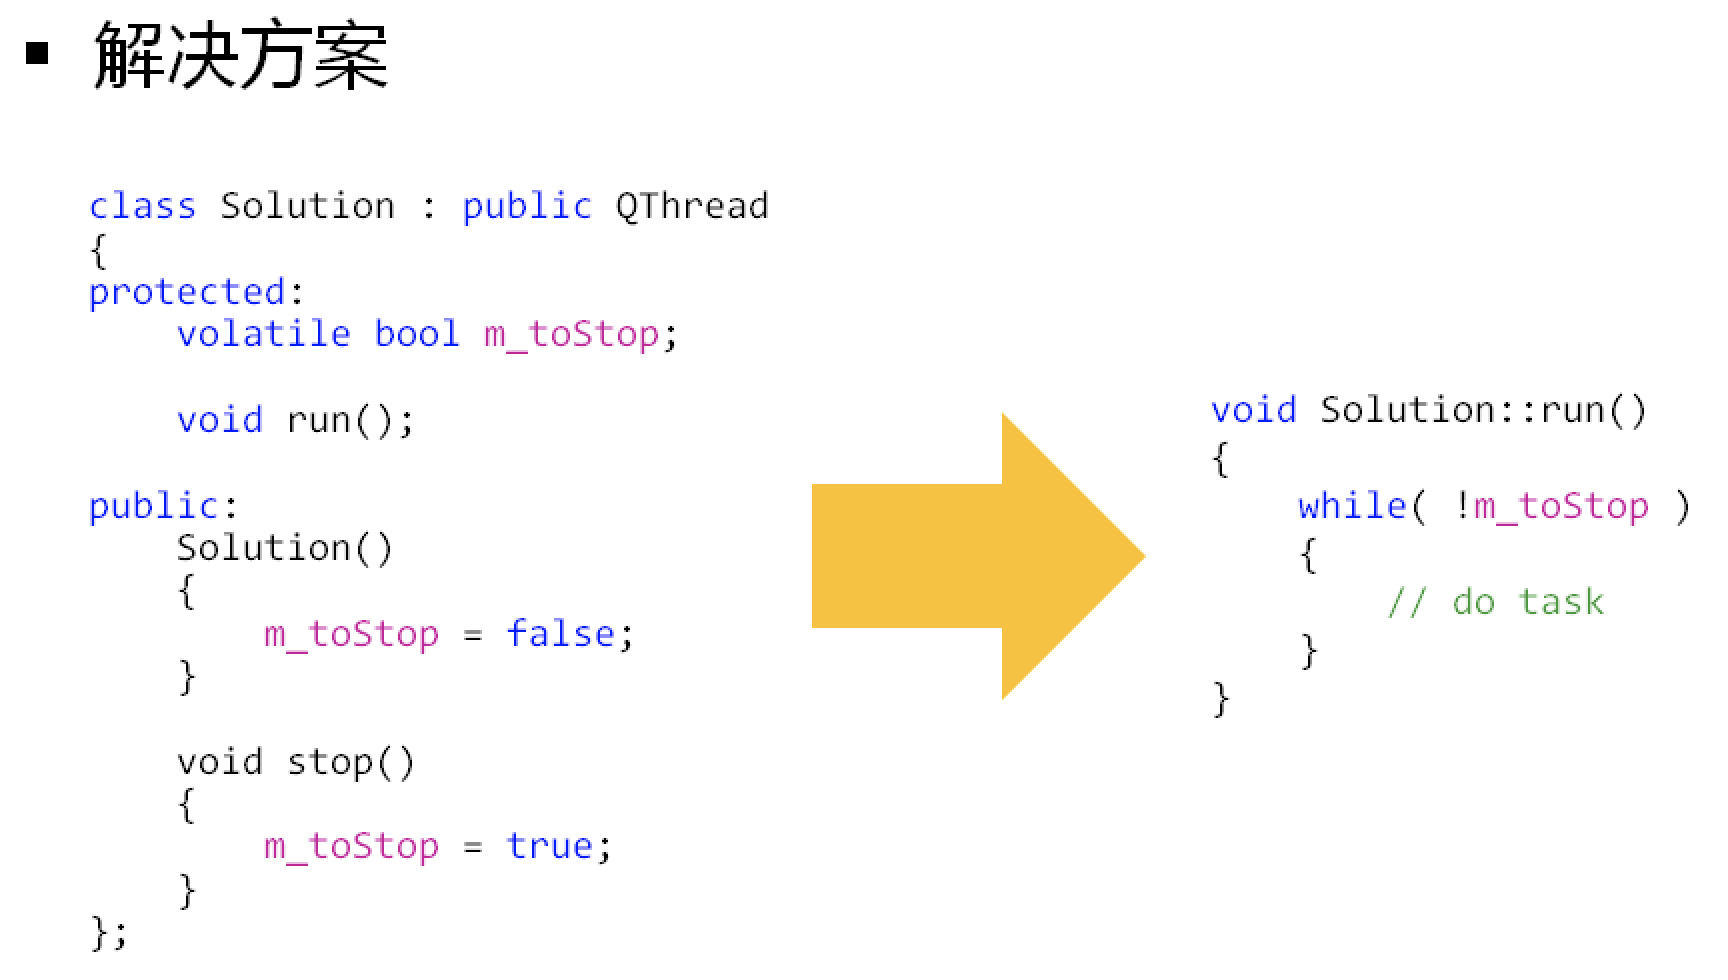 ▪ 解决方案
class Solution : public QThread
{
protected:
    volatile bool m_toStop;

    void run();

public:
    Solution()
    {
        m_toStop = false;
    }

    void stop()
    {
        m_toStop = true;
    }
};
void Solution::run()
{
    while( !m_toStop )
    {
        // do task
    }
}